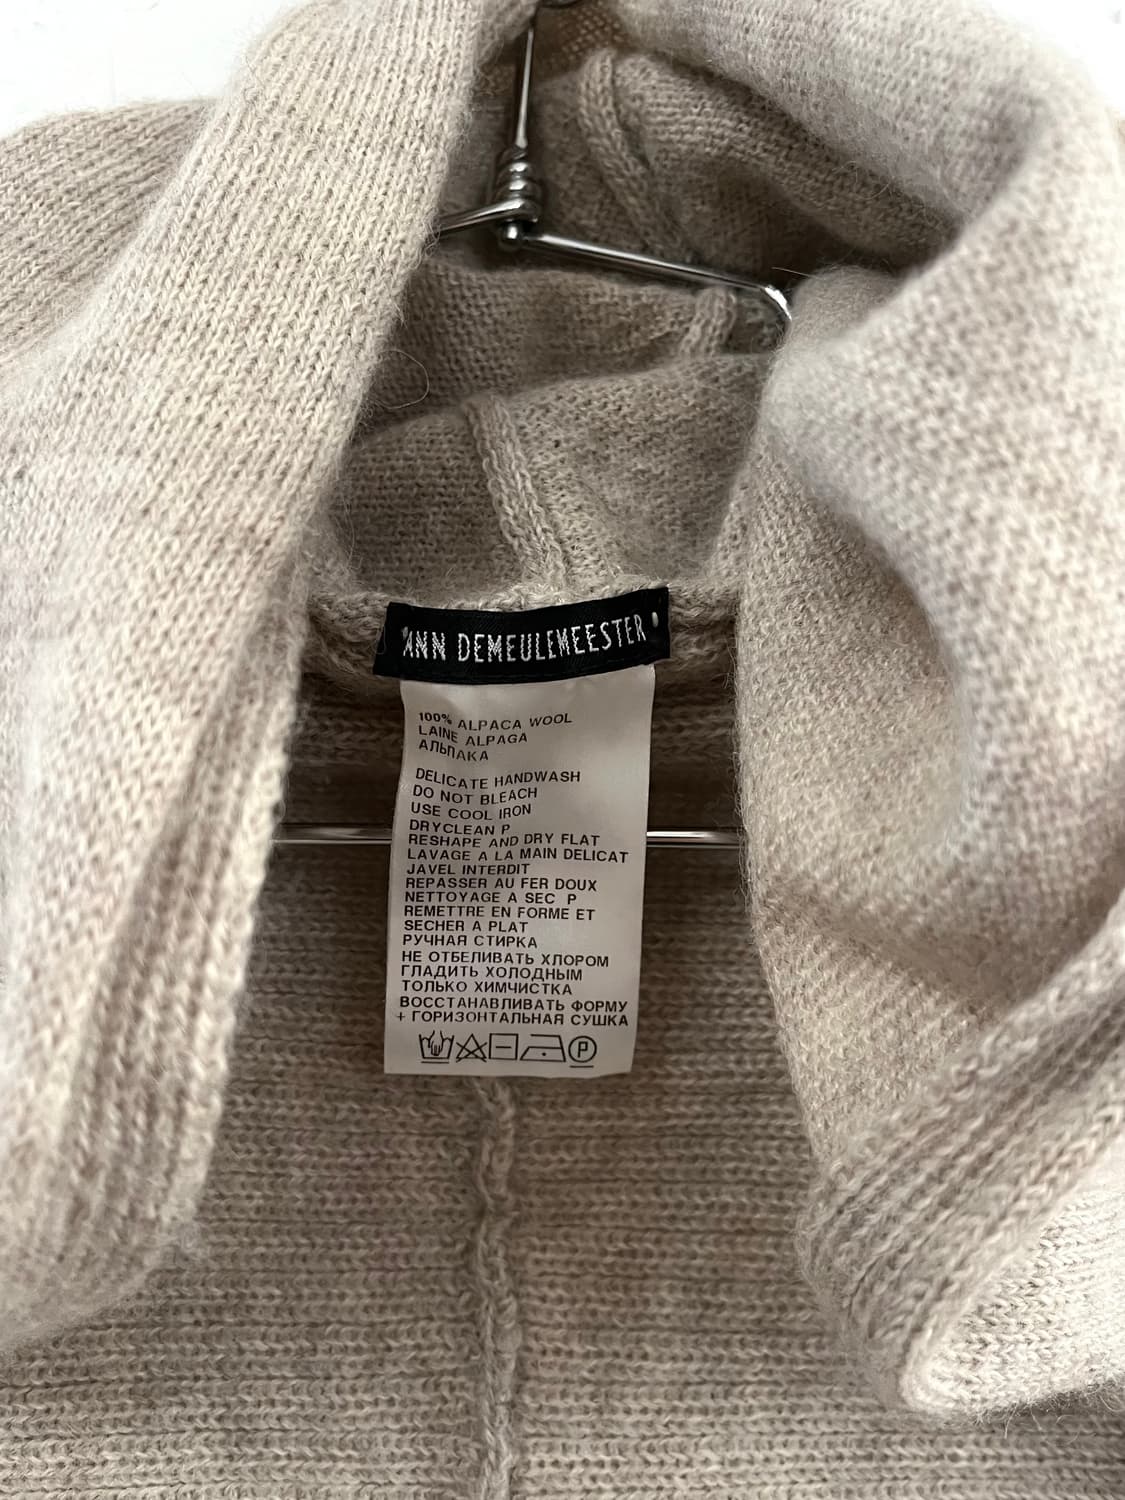 ANN DEMEULEMEESTER
100% ALPACA WOOL
LAINE ALPAGA
АЛЬПАКА
DELICATE HANDWASH
DO NOT BLEACH
USE COOL IRON
DRYCLEAN P
RESHAPE AND DRY FLAT
LAVAGE A LA MAIN DELICAT
JAVEL INTERDIT
REPASSER AU FER DOUX
NETTOYAGE A SEC P
REMETTRE EN FORME ET
SECHER A PLAT
РУЧНАЯ СТИРКА
НЕ ОТБЕЛИВАТЬ ХЛОРОМ
ГЛАДИТЬ ХОЛОДНЫМ
ТОЛЬКО ХИМЧИСТКА
ВОССТАНАВЛИВАТЬ ФОРМУ
+ ГОРИЗОНТАЛЬНАЯ СУШКА
P